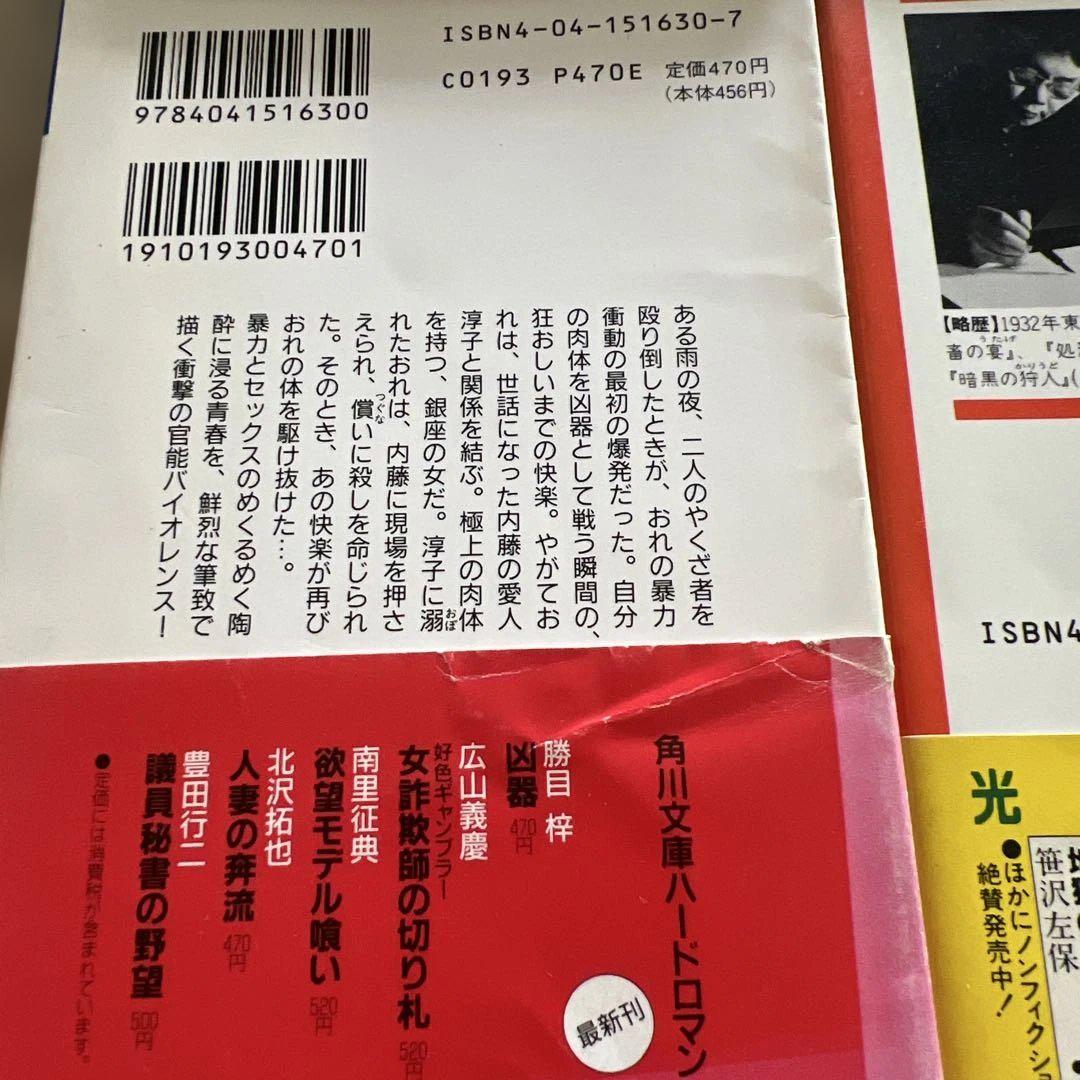 ISBN4-04-151630-7
C0193 P470E 定価470円
(本体456円)
9784041516300
1910193004701
ある雨の夜、二人のやくざ者を
殴り倒したときが、おれの暴力
衝動の最初の爆発だった。自分
の肉体を凶器として戦う瞬間の、
狂おしいまでの快楽。やがてお
れは、世話になった内藤の愛人
淳子と関係を結ぶ。極上の肉体
を持つ、銀座の女だ。淳子に溺
おぼ
れたおれは、内藤に現場を押さ
えられ、償いに殺しを命じられ
つぐな
た。そのとき、あの快楽が再び
おれの体を駆け抜けた…。
暴力とセックスのめくるめく陶
酔に浸る青春を、鮮烈な筆致で
描く衝撃の官能バイオレンス!
角川文庫ハードロマン
最新刊
勝目 梓
凶器 470円
広山義慶
好色ギャンブラー
女詐欺師の切り札 520円
南里征典
欲望モデル喰い 520円
北沢拓也
人妻の奔流 470円
豊田行二
議員秘書の野望 500円
●定価には消費税が含まれています。
【略歴】1932年東
うたげ
畜の宴』、『処
かりうど
『暗黒の狩人』(
ISBN4
光
●ほかにノンフィクショ
絶賛発売中!
笹沢左保